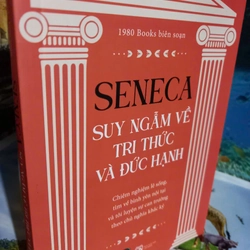 1980 Books biên soạn
SENECA
SUY NGẪM VỀ
TRI THỨC
VÀ ĐỨC HẠNH
Chiêm nghiệm lẽ sống,
tìm về bình yên nội tại
và tôi luyện sự can trường
theo chủ nghĩa khắc kỷ